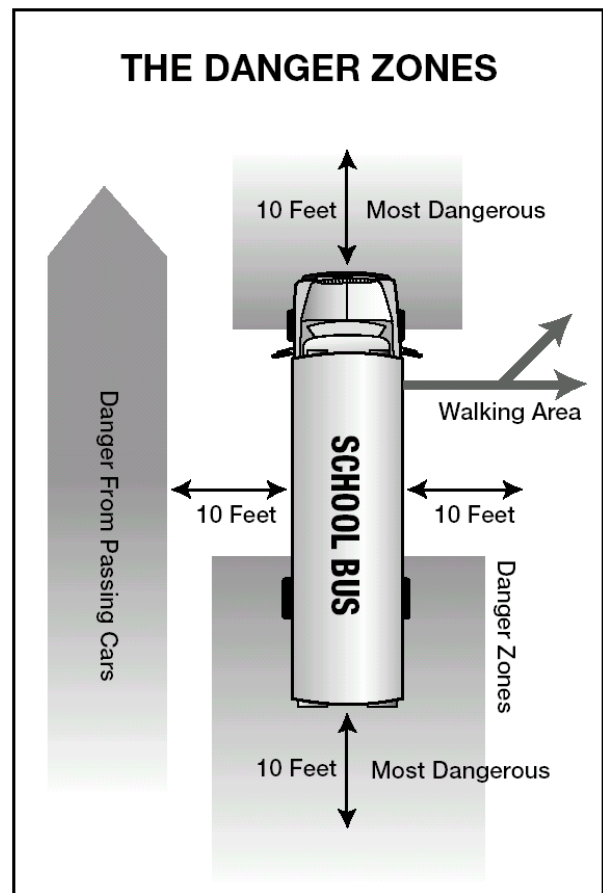 THE DANGER ZONES
10 Feet
Most Dangerous
Walking Area
Danger From Passing Cars
SCHOOL BUS
10 Feet
10 Feet
Danger Zones
10 Feet
Most Dangerous